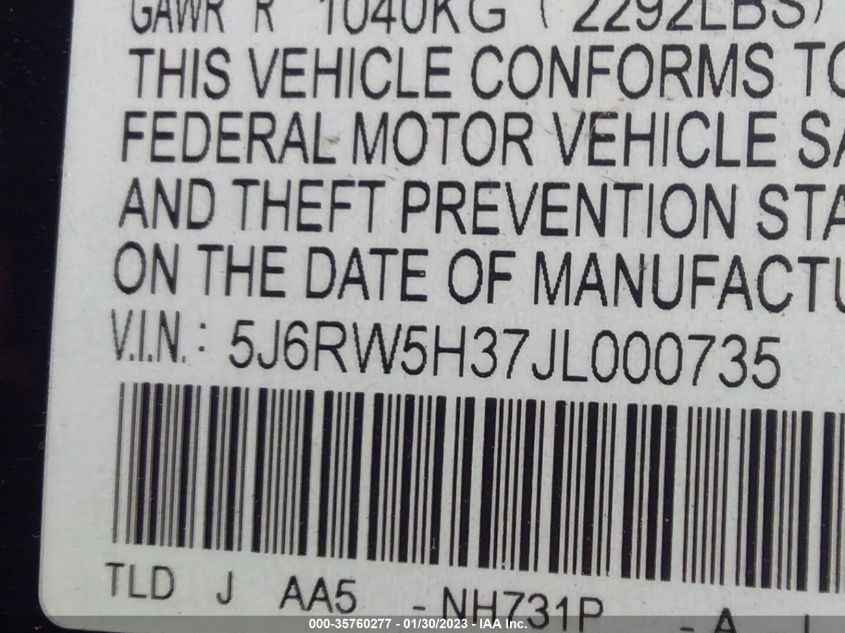 GAWR R 1040KG ( 2292LBS)
THIS VEHICLE CONFORMS TO
FEDERAL MOTOR VEHICLE SA
AND THEFT PREVENTION STA
ON THE DATE OF MANUFACTU
V.I.N.: 5J6RW5H37JL000735
TLD J AA5 - NH731P - A
000-35760277 - 01/30/2023 - IAA Inc.